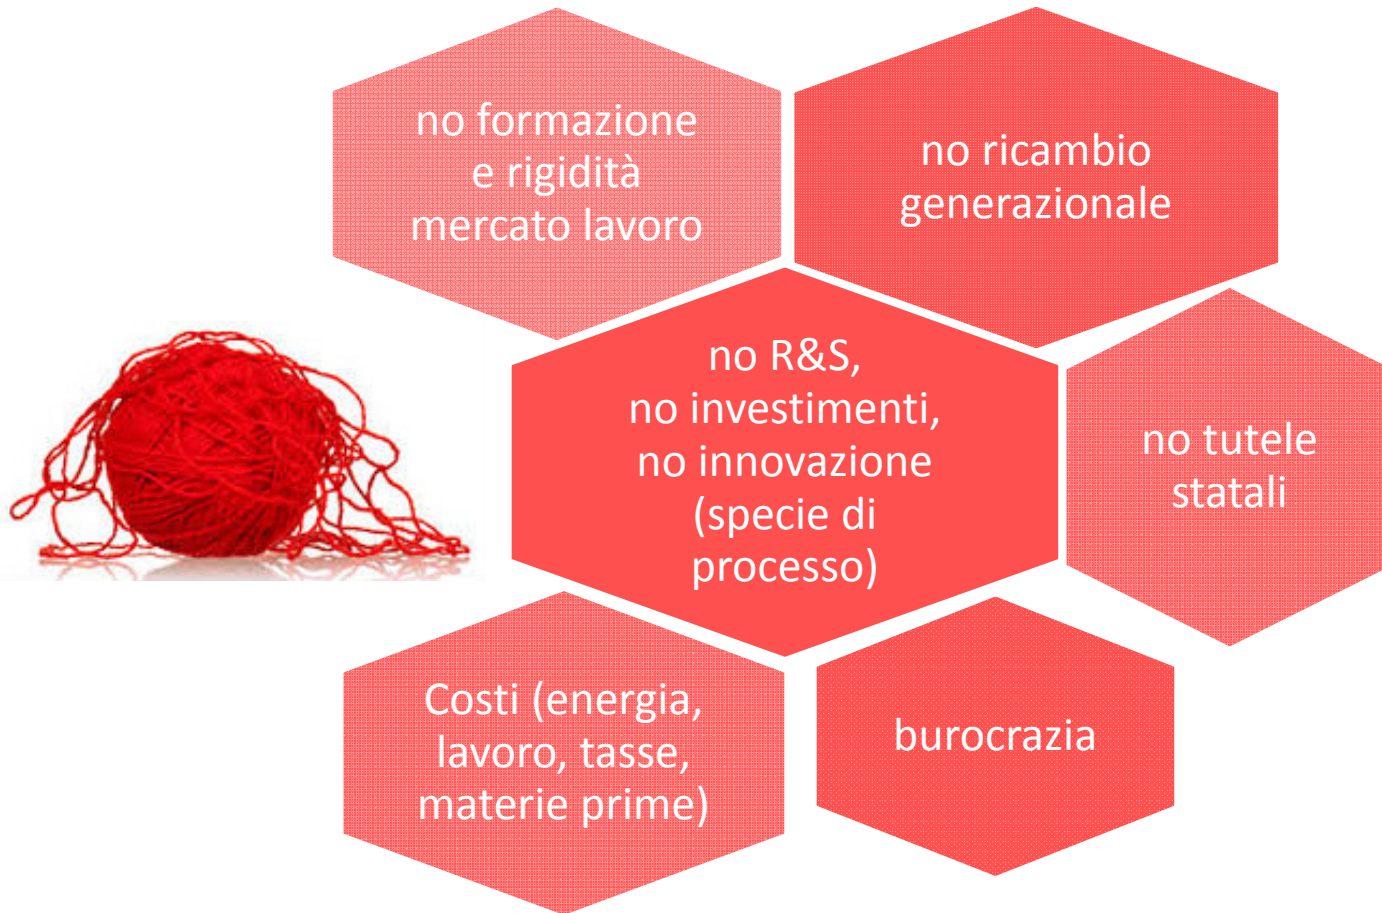 no formazione
e rigidità
mercato lavoro
no ricambio
generazionale
no R&S,
no investimenti,
no innovazione
(specie di
processo)
no tutele
statali
Costi (energia,
lavoro, tasse,
materie prime)
burocrazia